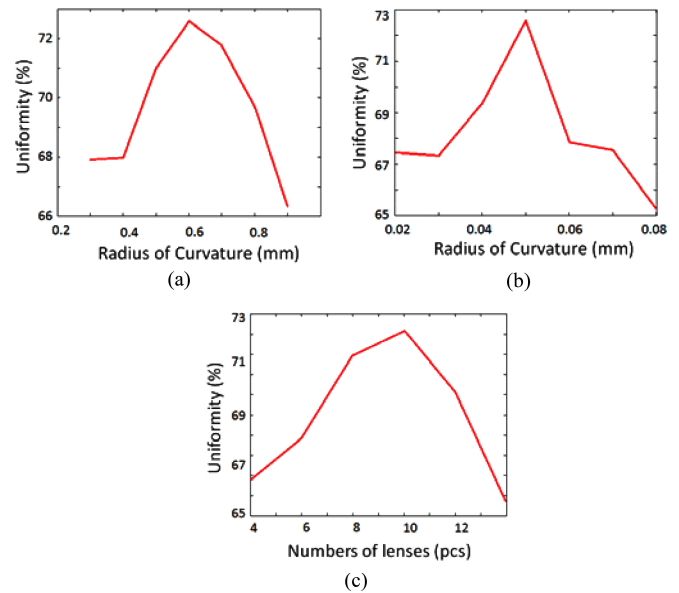 72
70
68
66
Uniformity (%)
0.2 0.4 0.6 0.8
Radius of Curvature (mm)
(a)
73
71
69
67
65
Uniformity (%)
0.02 0.04 0.06 0.08
Radius of Curvature (mm)
(b)
73
71
69
67
65
Uniformity (%)
4 6 8 10 12
Numbers of lenses (pcs)
(c)